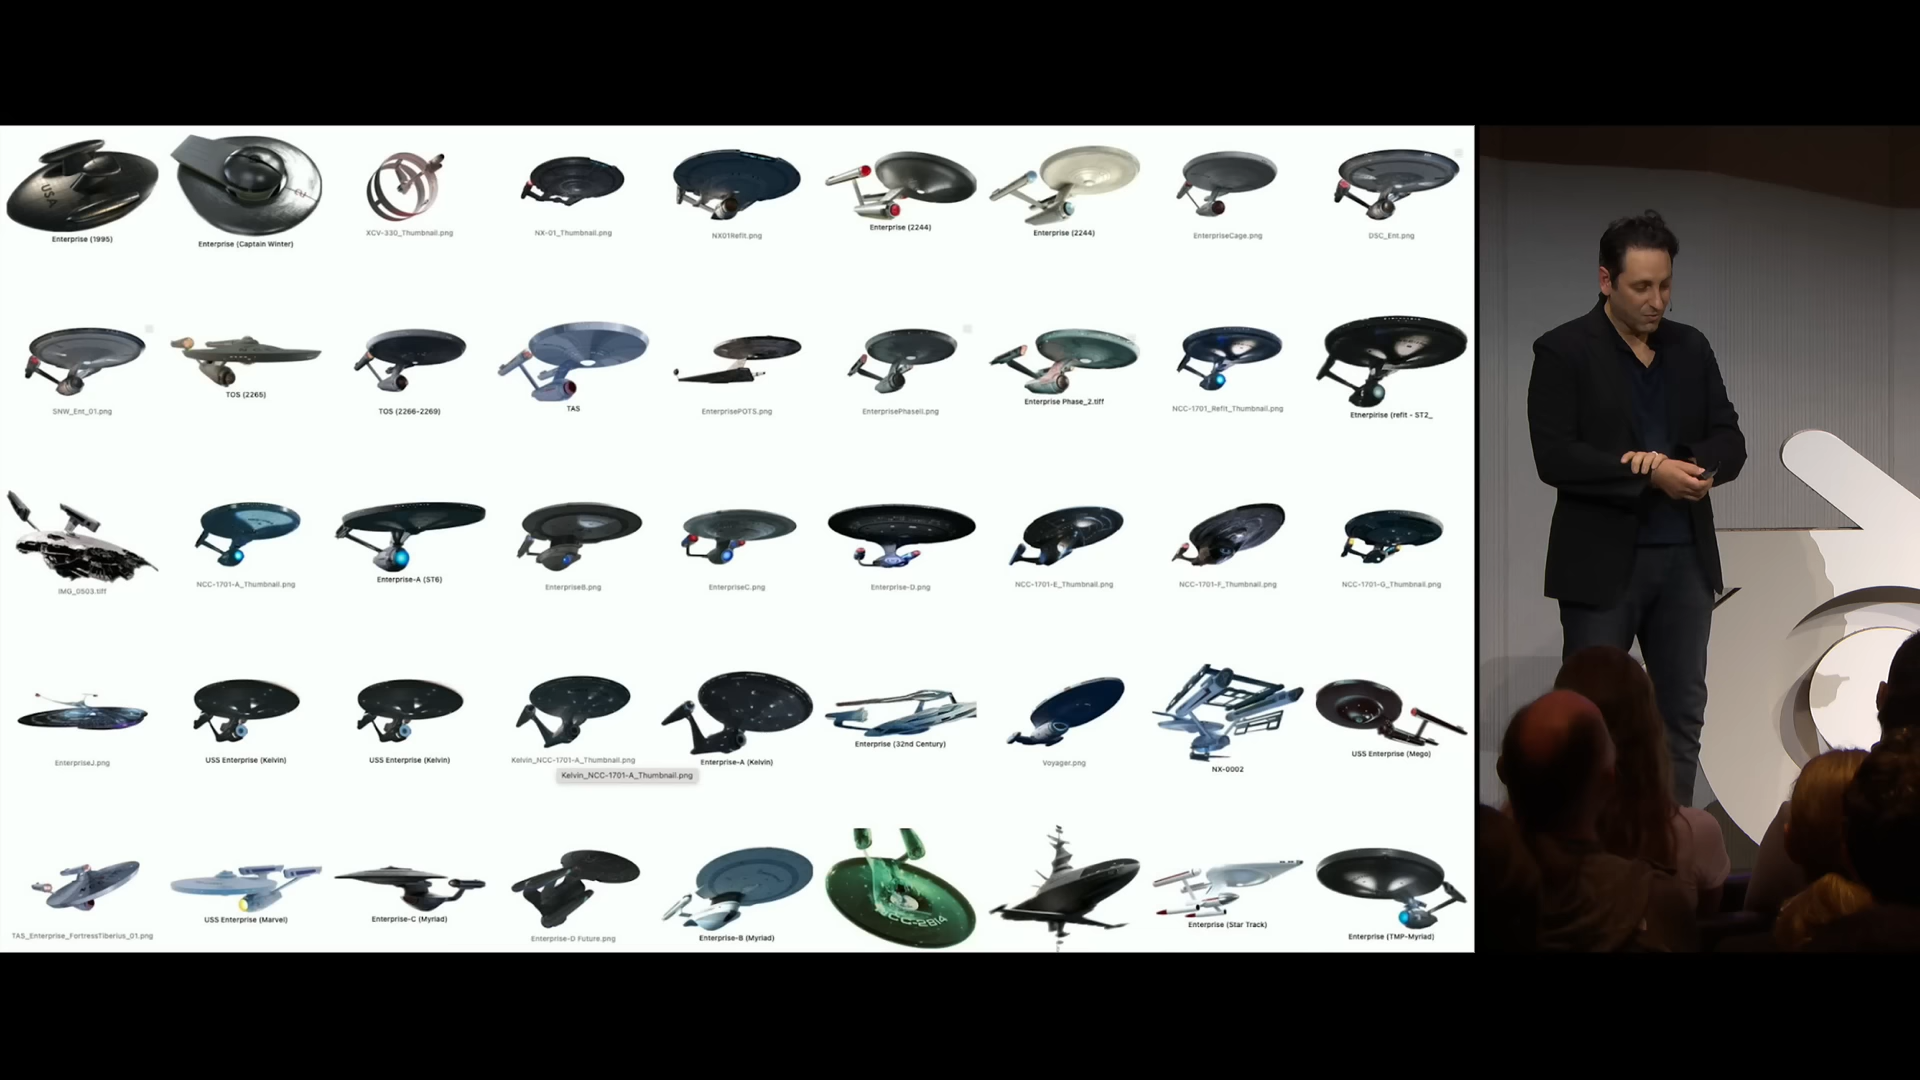 USA
Enterprise (1995)
Enterprise (Captain Winter)
XCV-330_Thumbnail.png
NX-01_Thumbnail.png
NX01Refit.png
Enterprise (2244)
Enterprise (2244)
EnterpriseCage.png
DSC_Ent.png
SNW_Ent_01.png
TOS (2265)
TOS (2266-2269)
TAS
EnterprisePOTS.png
EnterprisePhaseII.png
Enterprise Phase_2.tiff
NCC-1701_Refit_Thumbnail.png
Etnerpirise (refit - ST2_
IMG_0503.tiff
NCC-1701-A_Thumbnail.png
Enterprise-A (ST6)
EnterpriseB.png
EnterpriseC.png
Enterprise-D.png
NCC-1701-E_Thumbnail.png
NCC-1701-F_Thumbnail.png
NCC-1701-G_Thumbnail.png
EnterpriseJ.png
USS Enterprise (Kelvin)
USS Enterprise (Kelvin)
Kelvin_NCC-1701-A_Thumbnail.png
Kelvin_NCC-1701-A_Thumbnail.png
Enterprise-A (Kelvin)
Enterprise (32nd Century)
Voyager.png
NX-0002
USS Enterprise (Mego)
TAS_Enterprise_FortressTiberius_01.png
USS Enterprise (Marvel)
Enterprise-C (Myriad)
Enterprise-D Future.png
Enterprise-B (Myriad)
CC-2814
Enterprise (Star Track)
Enterprise (TMP-Myriad)